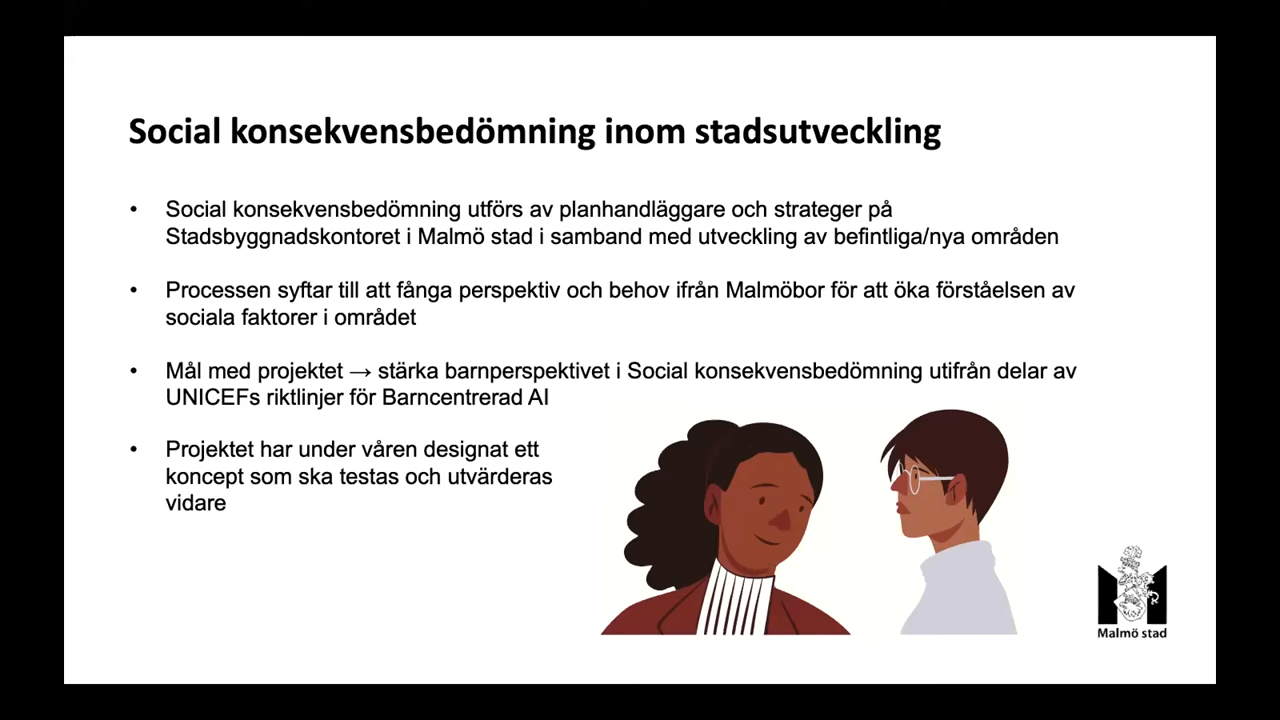 Social konsekvensbedömning inom stadsutveckling
• Social konsekvensbedömning utförs av planhandläggare och strateger på
Stadsbyggnadskontoret i Malmö stad i samband med utveckling av befintliga/nya områden
• Processen syftar till att fånga perspektiv och behov ifrån Malmöbor för att öka förståelsen av
sociala faktorer i området
• Mål med projektet → stärka barnperspektivet i Social konsekvensbedömning utifrån delar av
UNICEFs riktlinjer för Barncentrerad AI
• Projektet har under våren designat ett
koncept som ska testas och utvärderas
vidare
Malmö stad